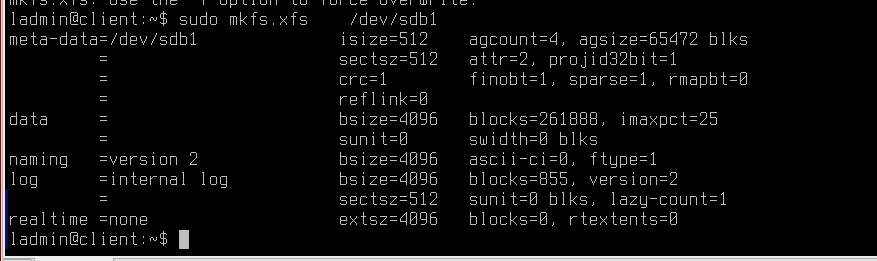 mkfs.xfs: Use the -f option to force overwrite.
ladmin@client:~$ sudo mkfs.xfs    /dev/sdb1
meta-data=/dev/sdb1              isize=512    agcount=4, agsize=65472 blks
         =                       sectsz=512   attr=2, projid32bit=1
         =                       crc=1        finobt=1, sparse=1, rmapbt=0
         =                       reflink=0
data     =                       bsize=4096   blocks=261888, imaxpct=25
         =                       sunit=0      swidth=0 blks
naming   =version 2              bsize=4096   ascii-ci=0, ftype=1
log      =internal log           bsize=4096   blocks=855, version=2
         =                       sectsz=512   sunit=0 blks, lazy-count=1
realtime =none                   extsz=4096   blocks=0, rtextents=0
ladmin@client:~$